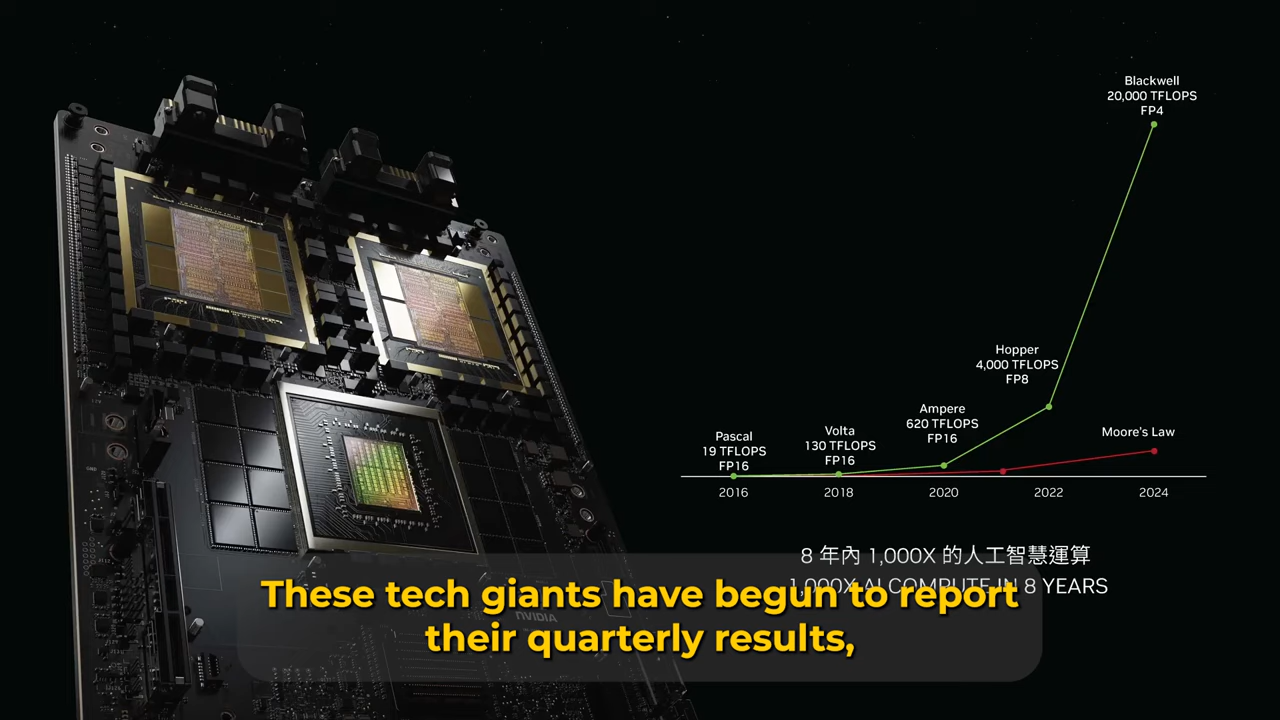 Blackwell
20,000 TFLOPS
FP4
Hopper
4,000 TFLOPS
FP8
Ampere
620 TFLOPS
FP16
Volta
130 TFLOPS
FP16
Pascal
19 TFLOPS
FP16
Moore's Law
2016 2018 2020 2022 2024
8 年內 1,000X 的人工智慧運算
1,000X AI COMPUTE IN 8 YEARS
These tech giants have begun to report
their quarterly results,
NVIDIA